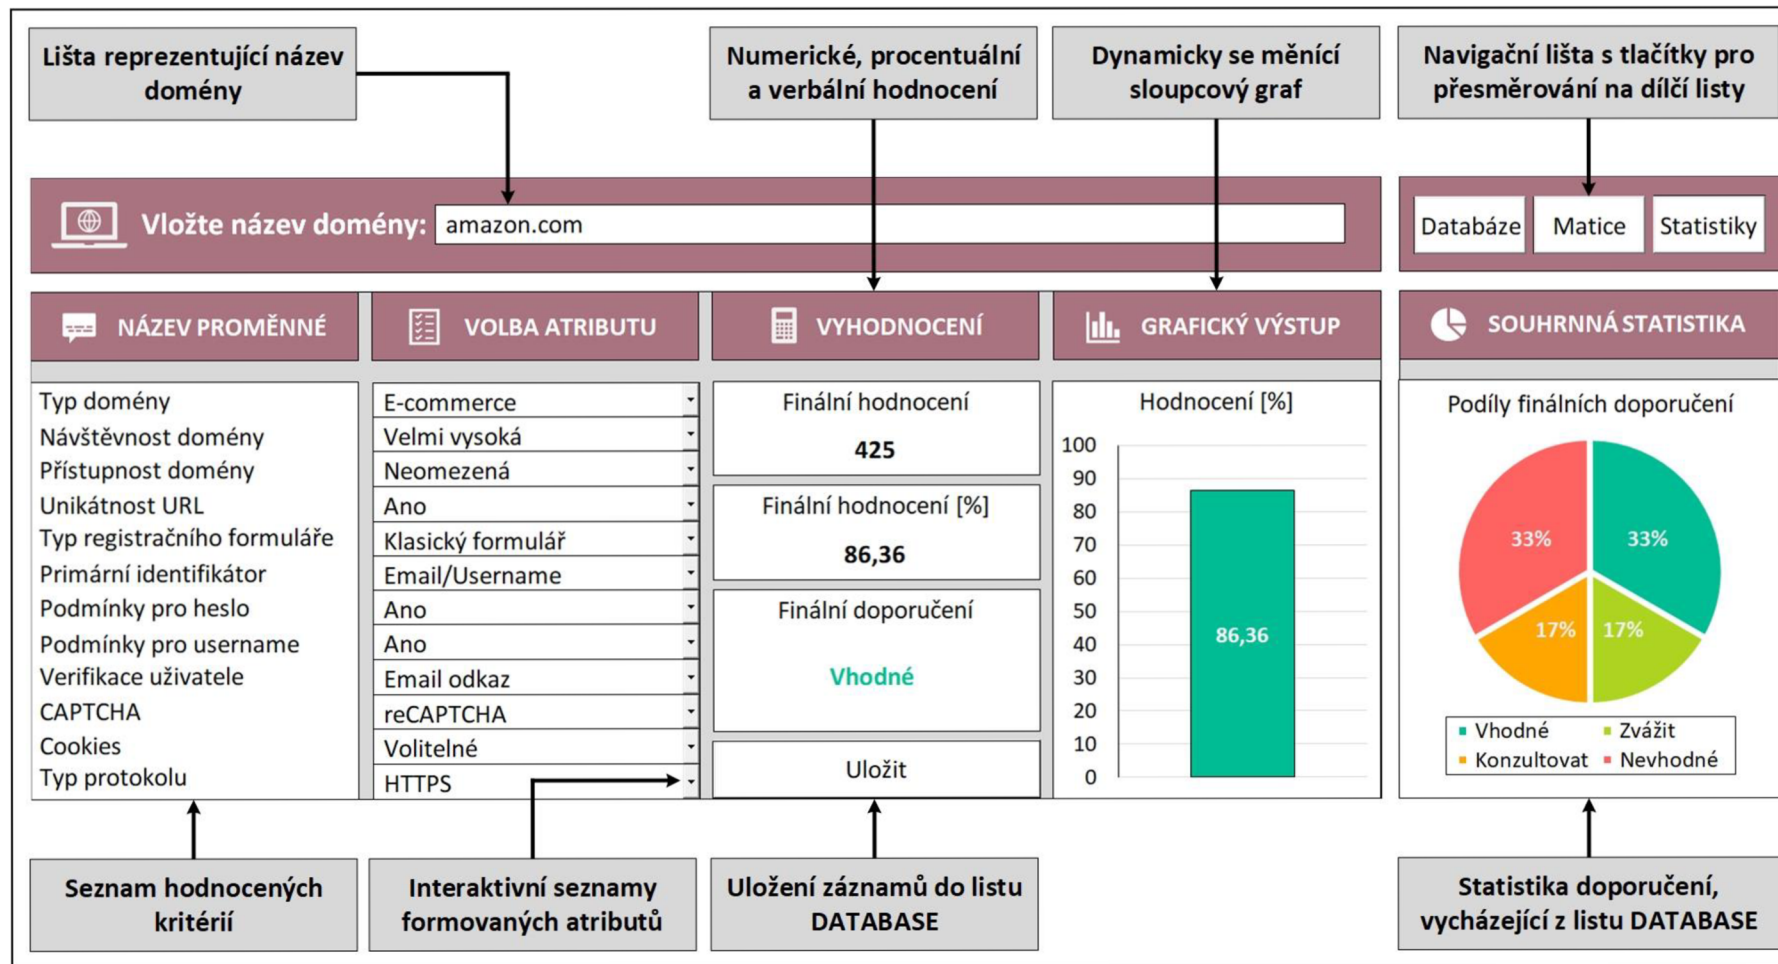 Lišta reprezentující název
domény
Numerické, procentuální
a verbální hodnocení
Dynamicky se měnící
sloupcový graf
Navigační lišta s tlačítky pro
přesměrování na dílčí listy
Vložte název domény:
amazon.com
Databáze
Matice
Statistiky
NÁZEV PROMĚNNÉ
VOLBA ATRIBUTU
VYHODNOCENÍ
GRAFICKÝ VÝSTUP
SOUHRNNÁ STATISTIKA
Typ domény
Návštěvnost domény
Přístupnost domény
Unikátnost URL
Typ registračního formuláře
Primární identifikátor
Podmínky pro heslo
Podmínky pro username
Verifikace uživatele
CAPTCHA
Cookies
Typ protokolu
E-commerce
Velmi vysoká
Neomezená
Ano
Klasický formulář
Email/Username
Ano
Ano
Email odkaz
reCAPTCHA
Volitelné
HTTPS
Finální hodnocení
425
Finální hodnocení [%]
86,36
Finální doporučení
Vhodné
Uložit
Hodnocení [%]
100
90
80
70
60
50
40
30
20
10
0
86,36
Podíly finálních doporučení
33%
33%
17%
17%
Vhodné
Zvážit
Konzultovat
Nevhodné
Seznam hodnocených
kritérií
Interaktivní seznamy
formovaných atributů
Uložení záznamů do listu
DATABASE
Statistika doporučení,
vycházející z listu DATABASE